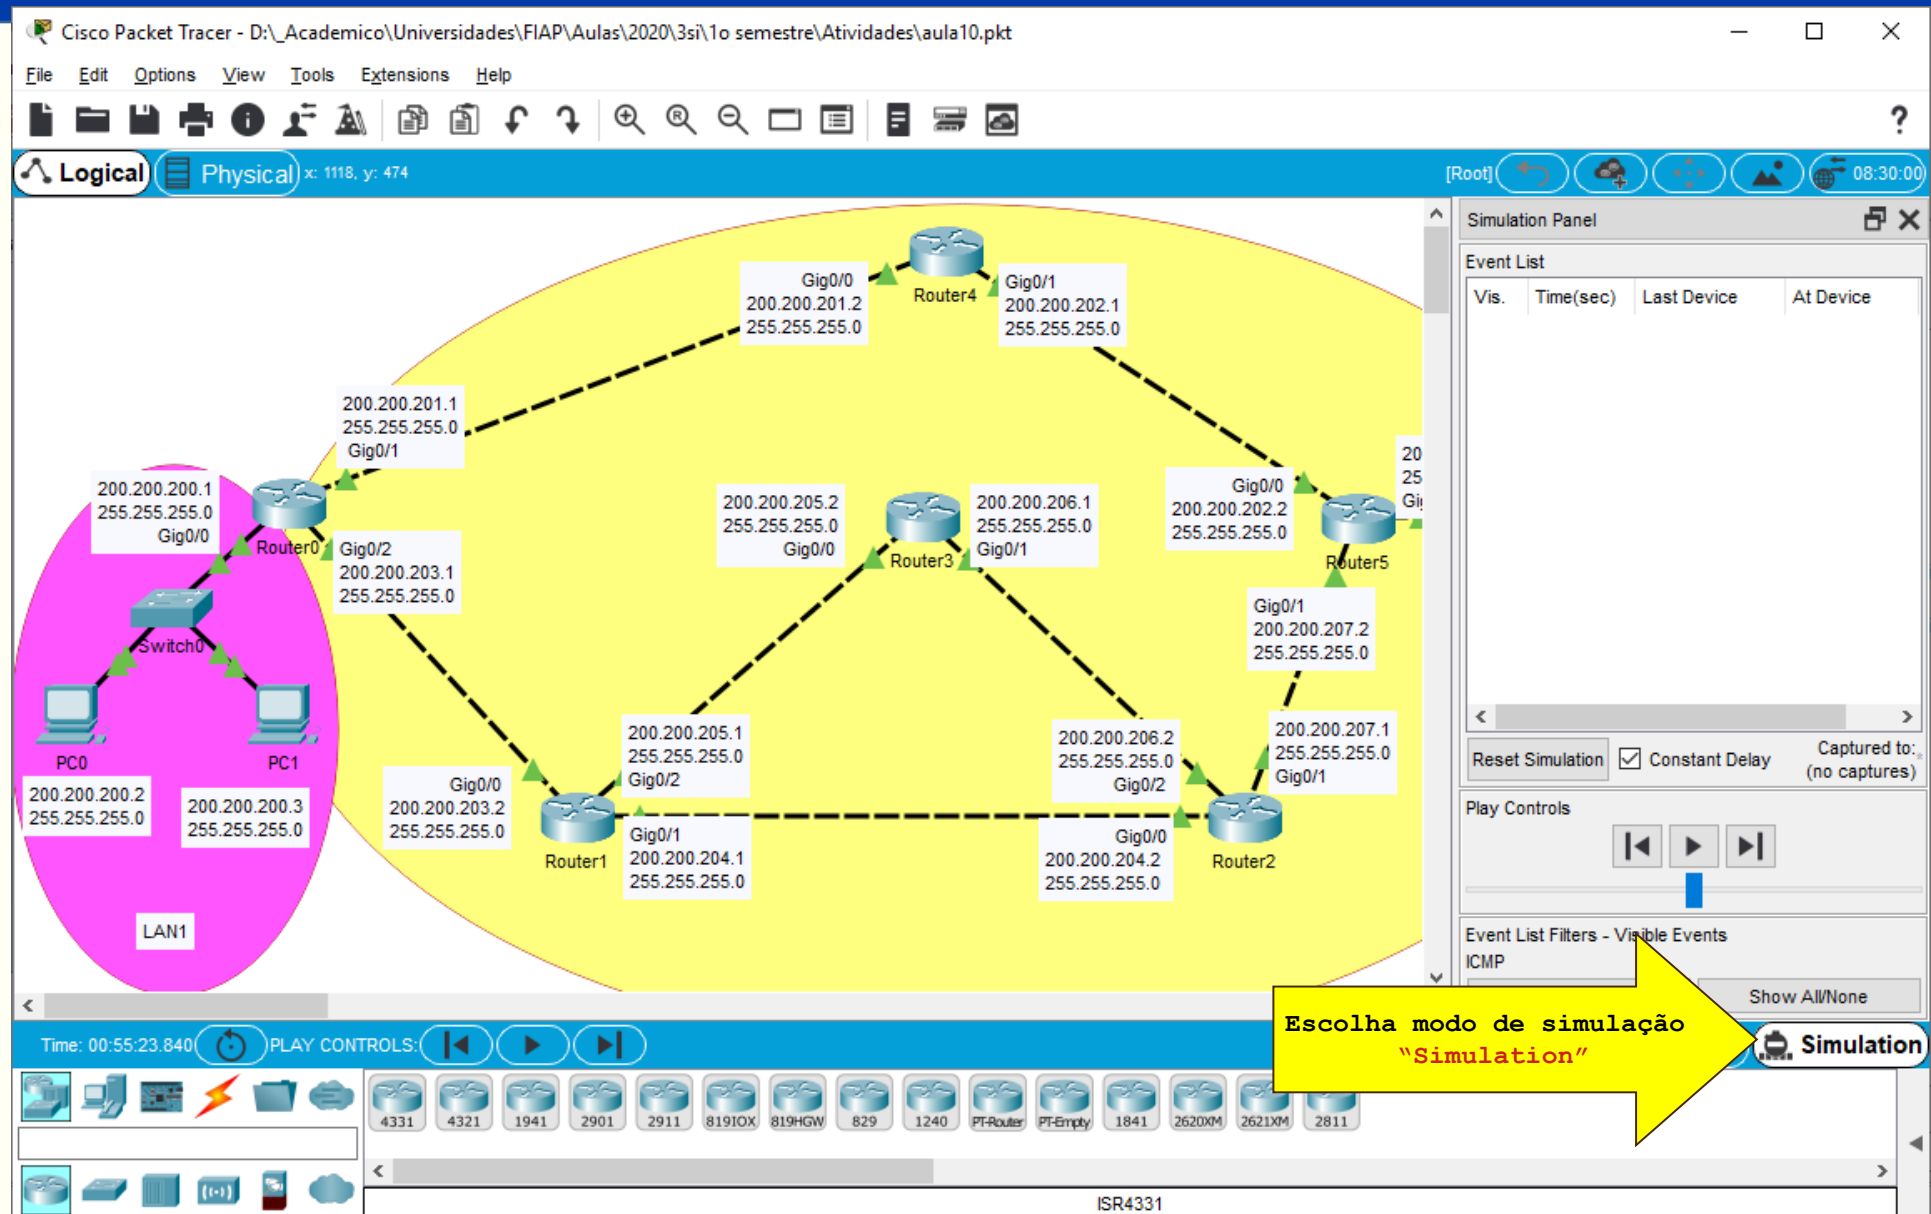 Cisco Packet Tracer - D:\_Academico\Universidades\FIAP\Aulas\2020\3si\1o semestre\Atividades\aula10.pkt
File Edit Options View Tools Extensions Help
?
Logical Physical x: 1118, y: 474
[Root] 08:30:00
Router4
Gig0/0
200.200.201.2
255.255.255.0
Gig0/1
200.200.202.1
255.255.255.0
200.200.201.1
255.255.255.0
Gig0/1
200.200.200.1
255.255.255.0
Gig0/0
Router0
Gig0/2
200.200.203.1
255.255.255.0
Switch0
PC0
200.200.200.2
255.255.255.0
PC1
200.200.200.3
255.255.255.0
LAN1
200.200.205.2
255.255.255.0
Gig0/0
Router3
200.200.206.1
255.255.255.0
Gig0/1
Gig0/0
200.200.202.2
255.255.255.0
20
25
Gig
Router5
Gig0/1
200.200.207.2
255.255.255.0
Gig0/0
200.200.203.2
255.255.255.0
Router1
200.200.205.1
255.255.255.0
Gig0/2
Gig0/1
200.200.204.1
255.255.255.0
200.200.206.2
255.255.255.0
Gig0/2
200.200.207.1
255.255.255.0
Gig0/1
Gig0/0
200.200.204.2
255.255.255.0
Router2
Simulation Panel
Event List
Vis. Time(sec) Last Device At Device
Reset Simulation Constant Delay
Captured to:
(no captures)
Play Controls
Event List Filters - Visible Events
ICMP
Show All/None
Escolha modo de simulação
"Simulation"
Time: 00:55:23.840 PLAY CONTROLS:
Simulation
4331 4321 1941 2901 2911 819IOX 819HGW 829 1240 PT-Router PT-Empty 1841 2620XM 2621XM 2811
ISR4331